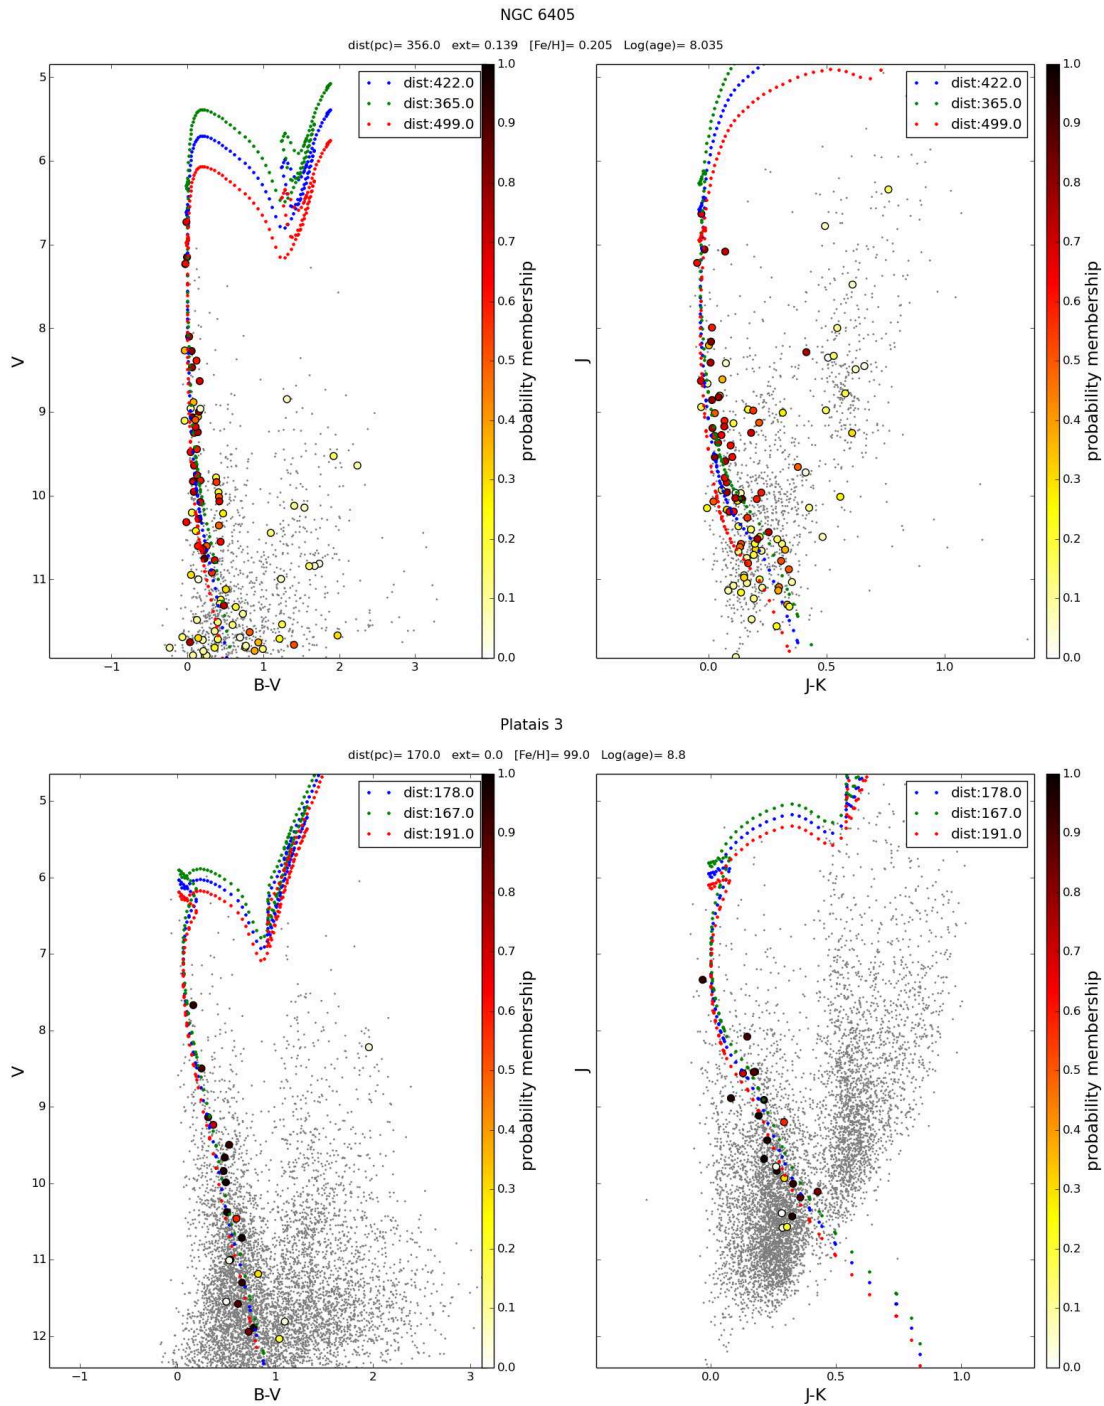 NGC 6405
dist(pc)= 356.0 ext= 0.139 [Fe/H]= 0.205 Log(age)= 8.035
dist:422.0
dist:365.0
dist:499.0
5
6
7
8
9
10
11
V
−1
0
1
2
3
B-V
1.0
0.9
0.8
0.7
0.6
0.5
0.4
0.3
0.2
0.1
0.0
probability membership
dist:422.0
dist:365.0
dist:499.0
J
0.0
0.5
1.0
J-K
1.0
0.9
0.8
0.7
0.6
0.5
0.4
0.3
0.2
0.1
0.0
probability membership
Platais 3
dist(pc)= 170.0 ext= 0.0 [Fe/H]= 99.0 Log(age)= 8.8
dist:178.0
dist:167.0
dist:191.0
5
6
7
8
9
10
11
12
V
−1
0
1
2
3
B-V
1.0
0.9
0.8
0.7
0.6
0.5
0.4
0.3
0.2
0.1
0.0
probability membership
dist:178.0
dist:167.0
dist:191.0
J
0.0
0.5
1.0
J-K
1.0
0.9
0.8
0.7
0.6
0.5
0.4
0.3
0.2
0.1
0.0
probability membership